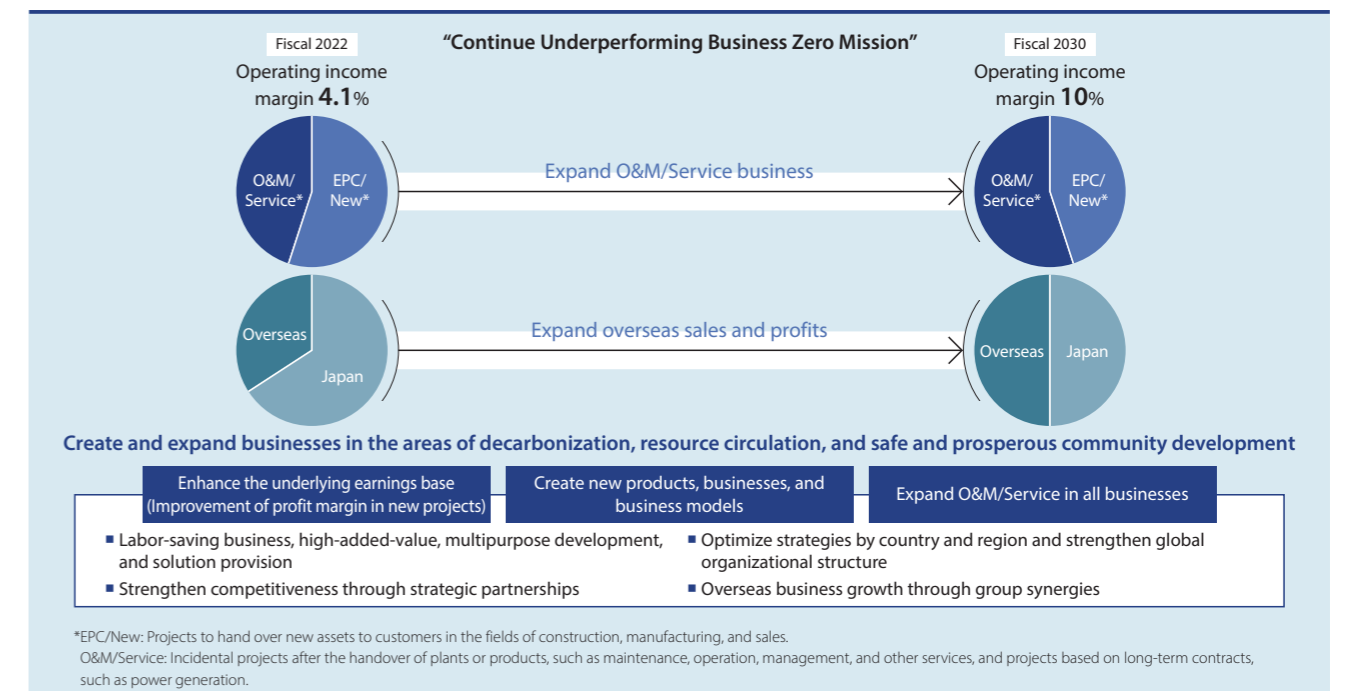 “Continue Underperforming Business Zero Mission”
Fiscal 2022
Operating income
margin 4.1%
Fiscal 2030
Operating income
margin 10%
O&M/
Service*
EPC/
New*
Expand O&M/Service business
O&M/
Service*
EPC/
New*
Overseas
Japan
Expand overseas sales and profits
Overseas
Japan
Create and expand businesses in the areas of decarbonization, resource circulation, and safe and prosperous community development
Enhance the underlying earnings base
(Improvement of profit margin in new projects)
Create new products, businesses, and
business models
Expand O&M/Service in all businesses
■ Labor-saving business, high-added-value, multipurpose development,
and solution provision
■ Strengthen competitiveness through strategic partnerships
■ Optimize strategies by country and region and strengthen global
organizational structure
■ Overseas business growth through group synergies
*EPC/New: Projects to hand over new assets to customers in the fields of construction, manufacturing, and sales.
O&M/Service: Incidental projects after the handover of plants or products, such as maintenance, operation, management, and other services, and projects based on long-term contracts,
such as power generation.